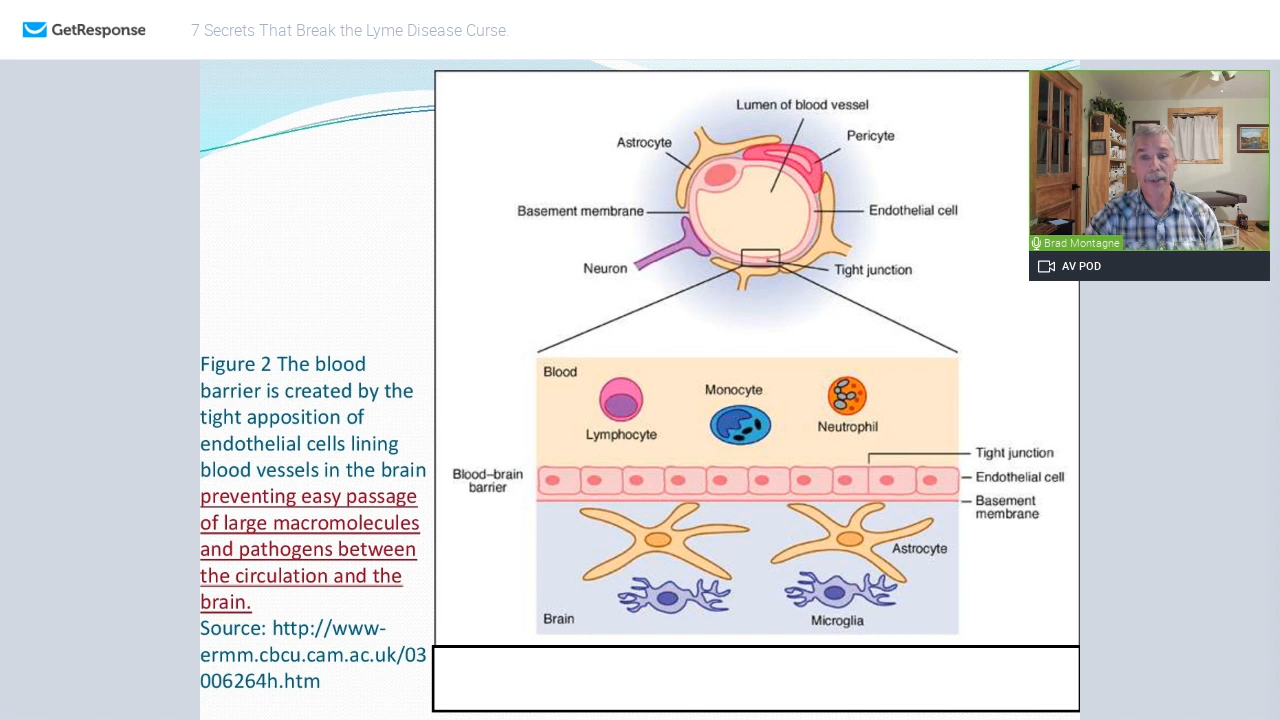 GetResponse
7 Secrets That Break the Lyme Disease Curse.
Lumen of blood vessel
Astrocyte
Pericyte
Basement membrane
Endothelial cell
Neuron
Tight junction
Brad Montagne
AV POD
Figure 2 The blood
barrier is created by the
tight apposition of
endothelial cells lining
blood vessels in the brain
preventing easy passage
of large macromolecules
and pathogens between
the circulation and the
brain.
Source: http://www-
ermm.cbcu.cam.ac.uk/03
006264h.htm
Blood
Monocyte
Lymphocyte
Neutrophil
Tight junction
Blood–brain
barrier
Endothelial cell
Basement
membrane
Astrocyte
Brain
Microglia